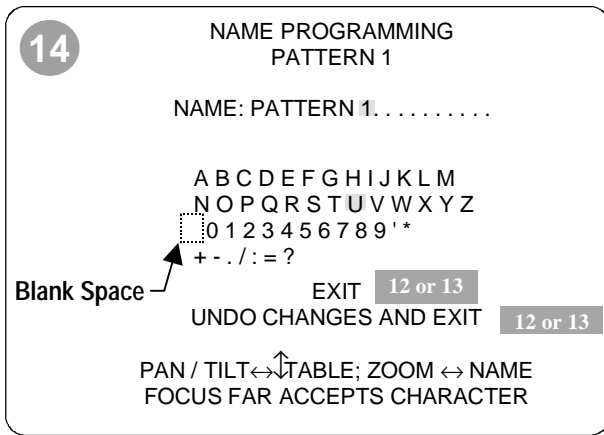 14
NAME PROGRAMMING
PATTERN 1
NAME: PATTERN 1. . . . . . . . . .
A B C D E F G H I J K L M
N O P Q R S T U V W X Y Z
0 1 2 3 4 5 6 7 8 9 ' *
+ - . / : = ?
Blank Space
EXIT 12 or 13
UNDO CHANGES AND EXIT 12 or 13
PAN / TILT↔↕TABLE; ZOOM ↔ NAME
FOCUS FAR ACCEPTS CHARACTER